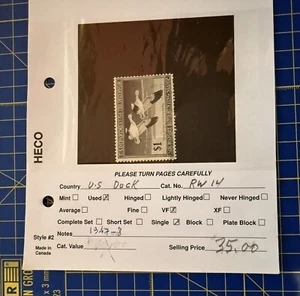 HECO
$1
PLEASE TURN PAGES CAREFULLY
Country U.S DUCK Cat. No. RW 14
Mint Used Hinged Lightly Hinged Never Hinged
Average Fine VF XF
Complete Set Short Set Single Block Plate Block
Notes 1947-8
Cat. Value Selling Price 35.00
Style #2
Made in
Canada